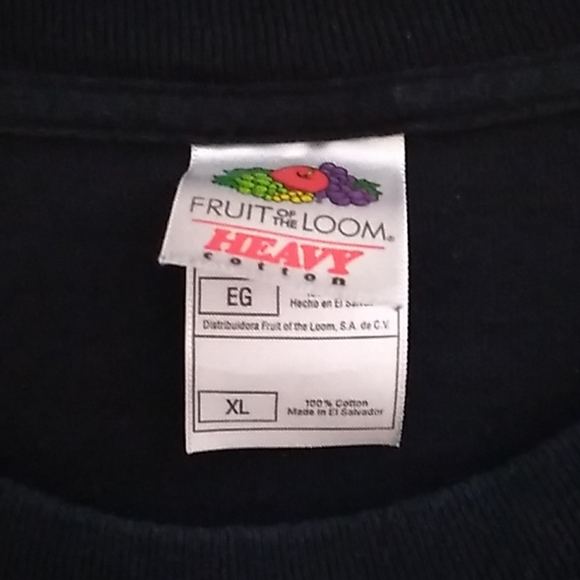 FRUIT OF THE LOOM®
HEAVY
cotton
EG
Hecho en El
Distribuidora Fruit of the Loom, S.A. de C.V.
XL
100% Cotton
Made in El Salvador